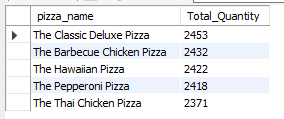 pizza_name Total_Quantity
The Classic Deluxe Pizza 2453
The Barbecue Chicken Pizza 2432
The Hawaiian Pizza 2422
The Pepperoni Pizza 2418
The Thai Chicken Pizza 2371